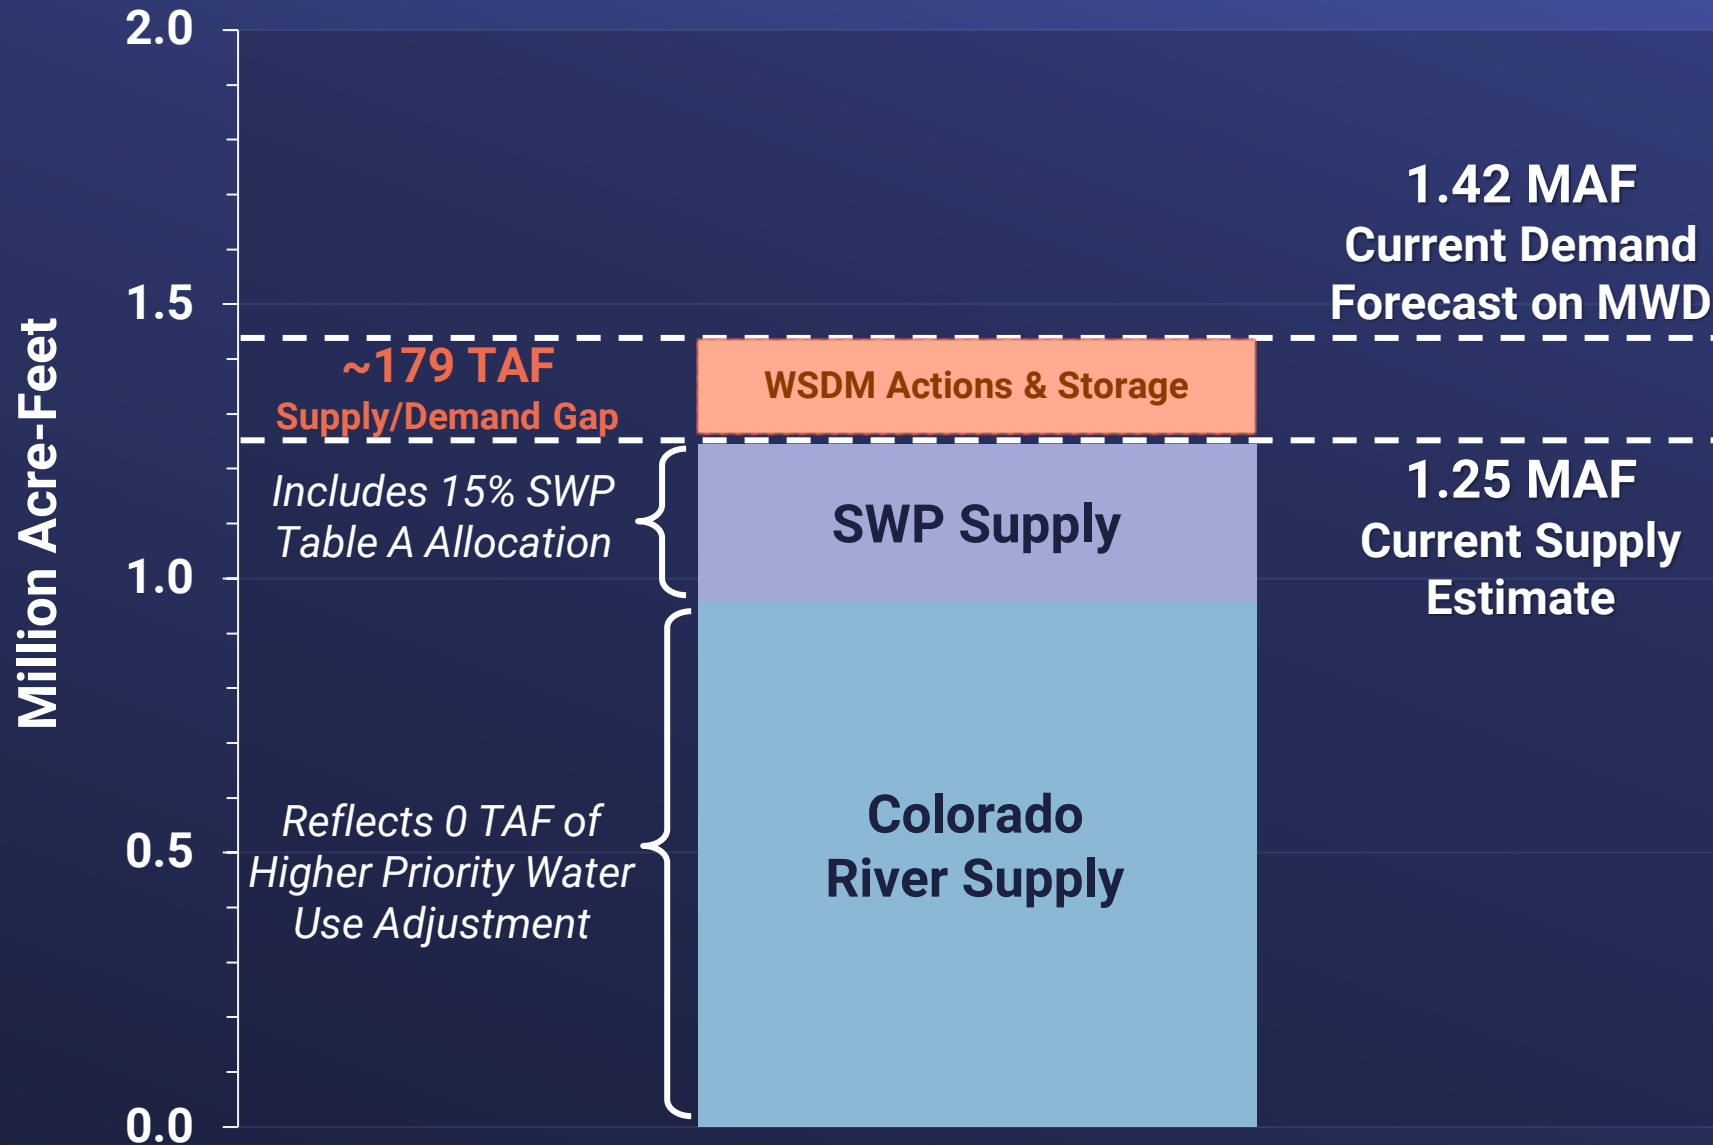 Million Acre-Feet
2.0
1.5
1.0
0.5
0.0
~179 TAF
Supply/Demand Gap
Includes 15% SWP
Table A Allocation
Reflects 0 TAF of
Higher Priority Water
Use Adjustment
WSDM Actions & Storage
SWP Supply
Colorado
River Supply
1.42 MAF
Current Demand
Forecast on MWD
1.25 MAF
Current Supply
Estimate